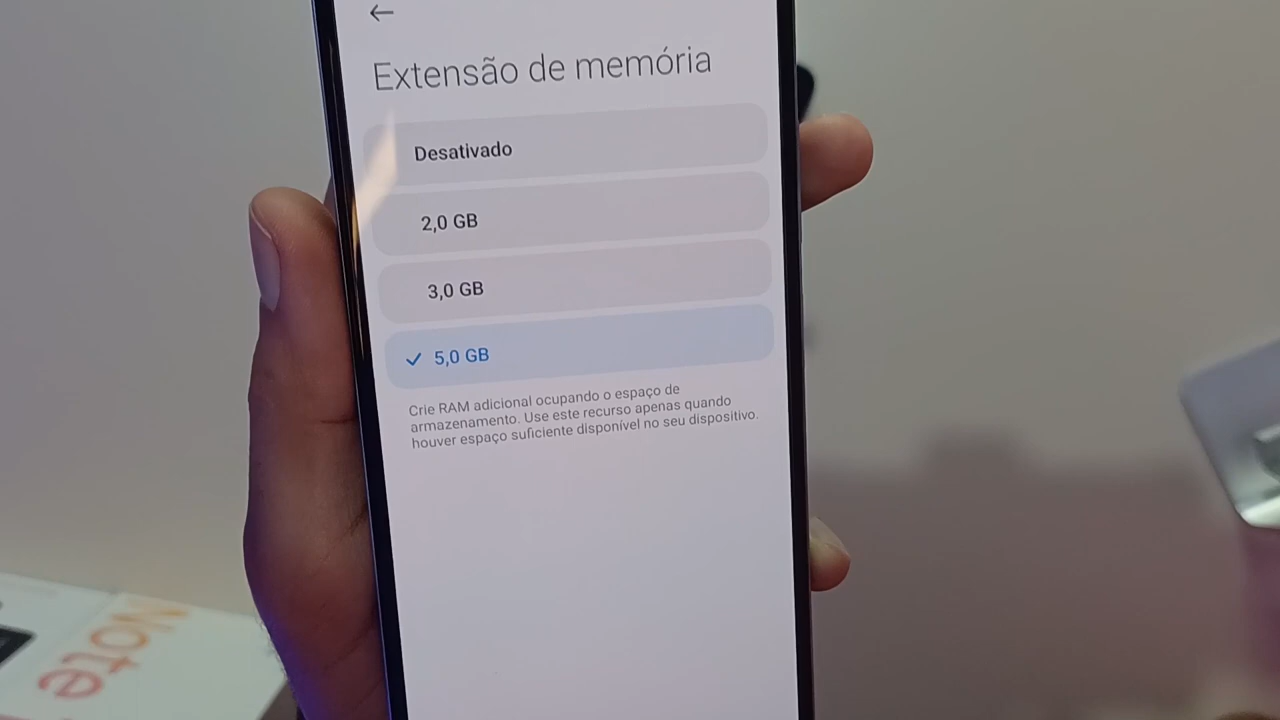 Extensão de memória
Desativado
2,0 GB
3,0 GB
5,0 GB
Crie RAM adicional ocupando o espaço de
armazenamento. Use este recurso apenas quando
houver espaço suficiente disponível no seu dispositivo.
Note